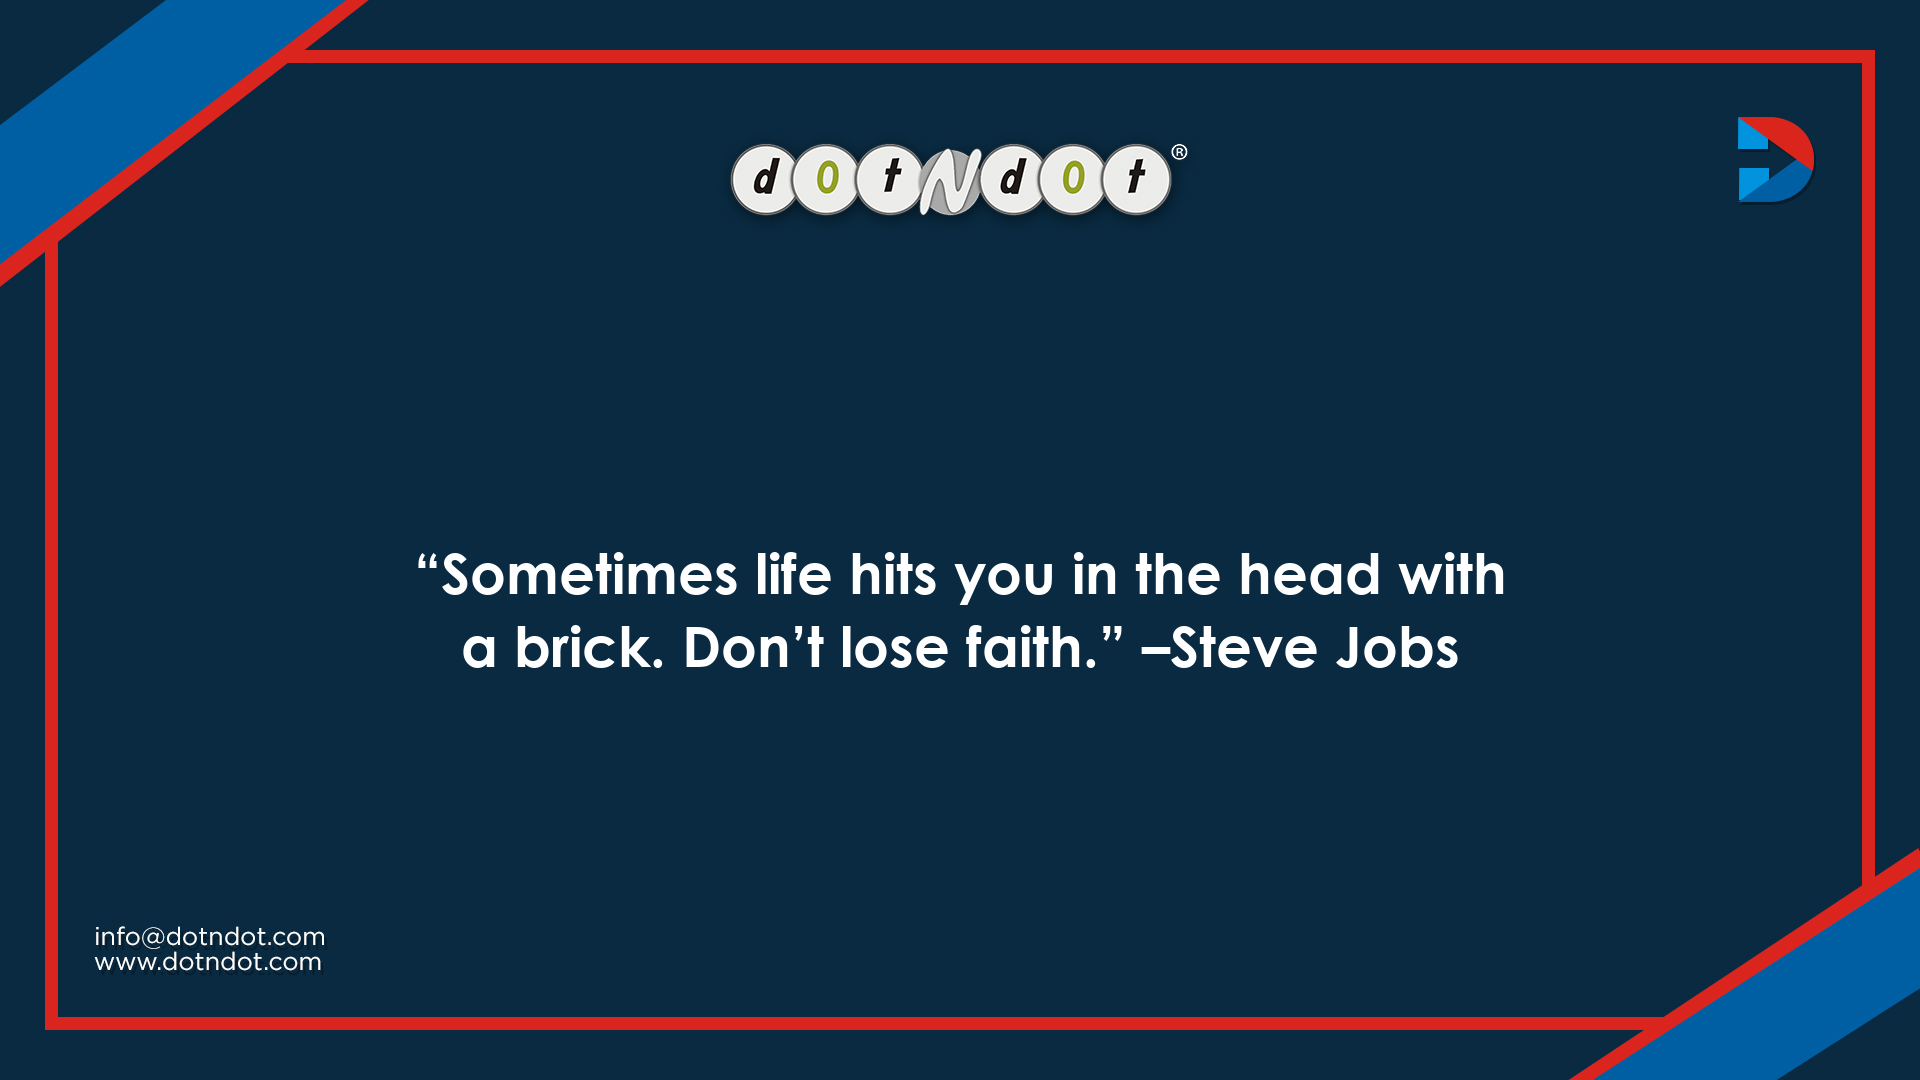 dotNdot®
“Sometimes life hits you in the head with
a brick. Don’t lose faith.” –Steve Jobs
info@dotndot.com
www.dotndot.com